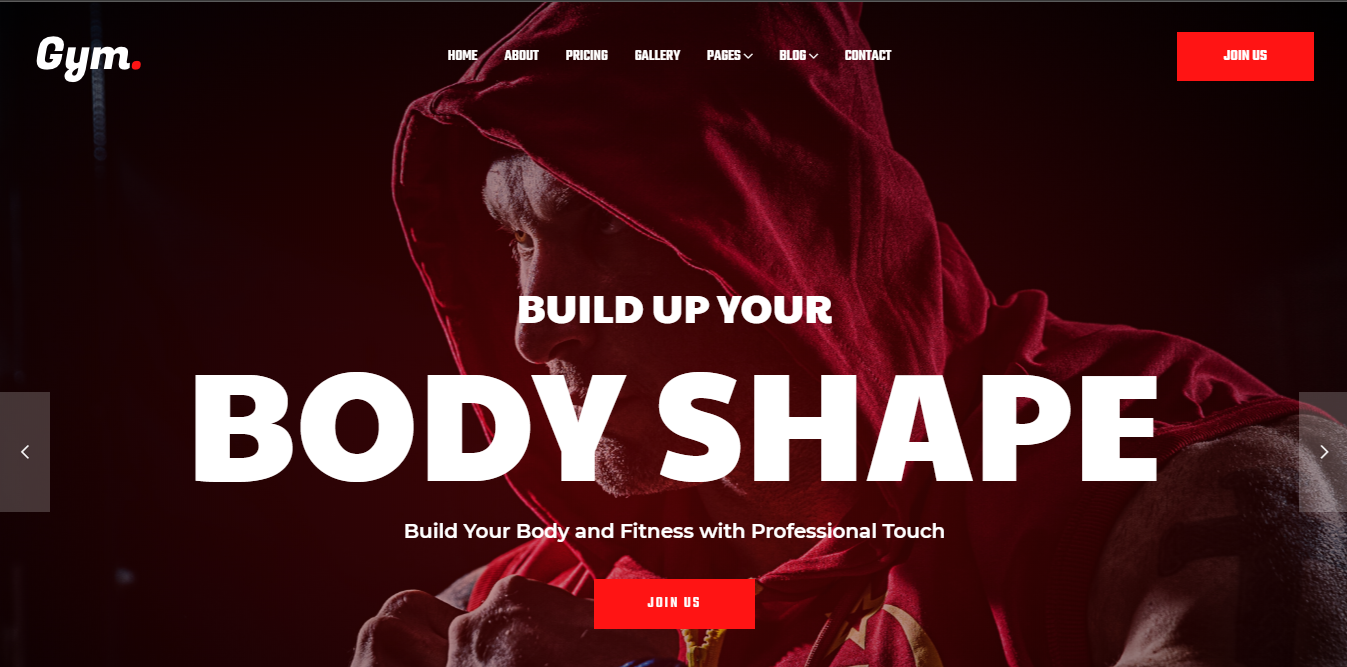 Gym.
HOME ABOUT PRICING GALLERY PAGES BLOG CONTACT
JOIN US
BUILD UP YOUR
BODY SHAPE
Build Your Body and Fitness with Professional Touch
JOIN US